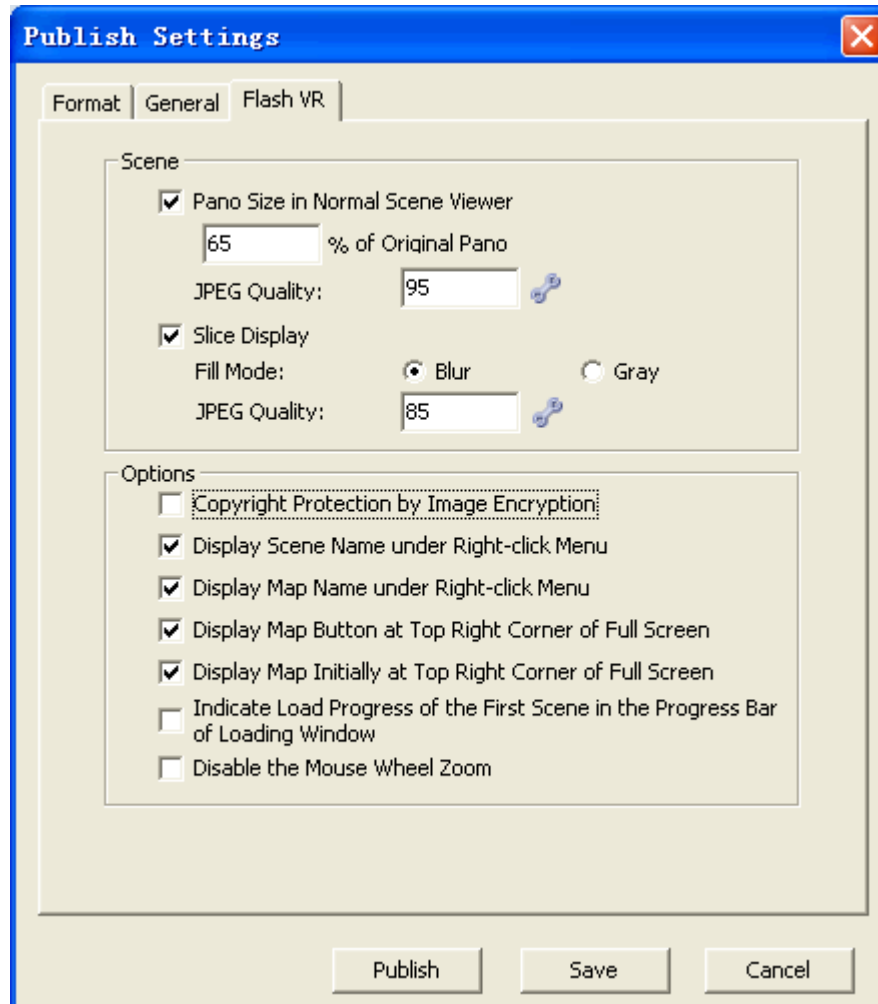 Publish Settings
Format General Flash VR
Scene
Pano Size in Normal Scene Viewer
65 % of Original Pano
JPEG Quality: 95
Slice Display
Fill Mode: Blur Gray
JPEG Quality: 85
Options
Copyright Protection by Image Encryption
Display Scene Name under Right-click Menu
Display Map Name under Right-click Menu
Display Map Button at Top Right Corner of Full Screen
Display Map Initially at Top Right Corner of Full Screen
Indicate Load Progress of the First Scene in the Progress Bar
of Loading Window
Disable the Mouse Wheel Zoom
Publish Save Cancel